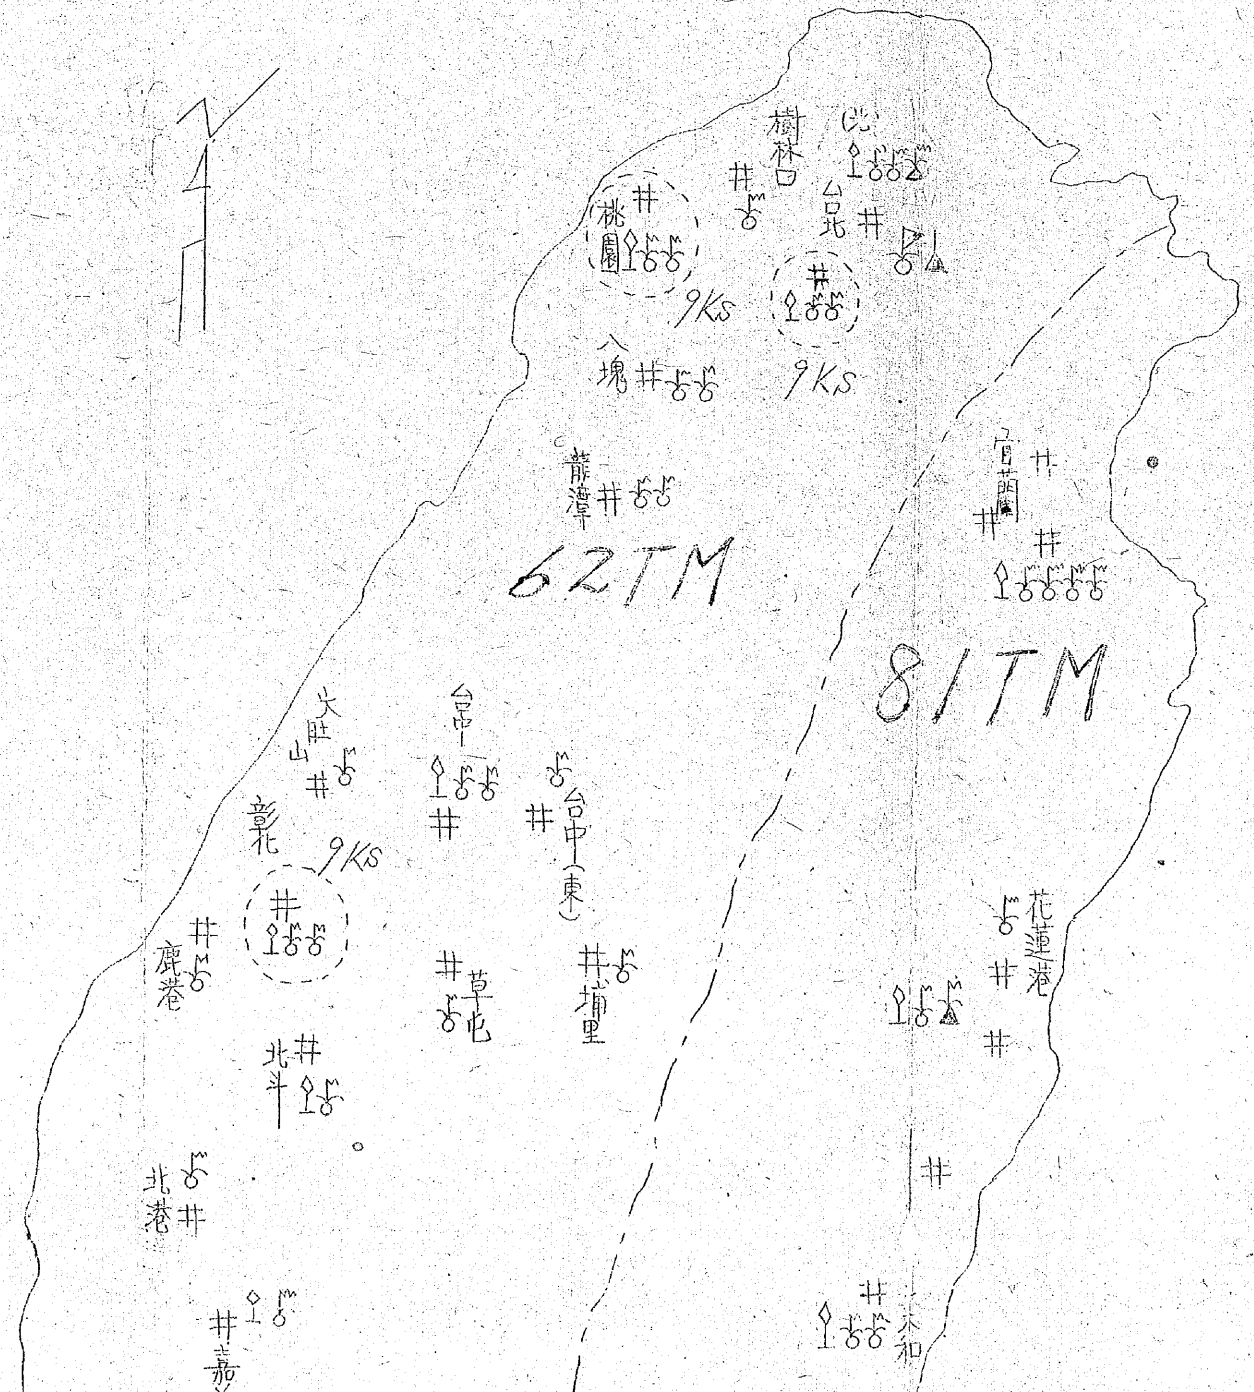 樹林口
(北)
台北
桃園
9KS
9KS
八塊
龍潭
宜蘭
62TM
81TM
大肚山
台中
台中(東)
彰化
9KS
鹿港
草屯
埔里
花蓮港
北斗
北港